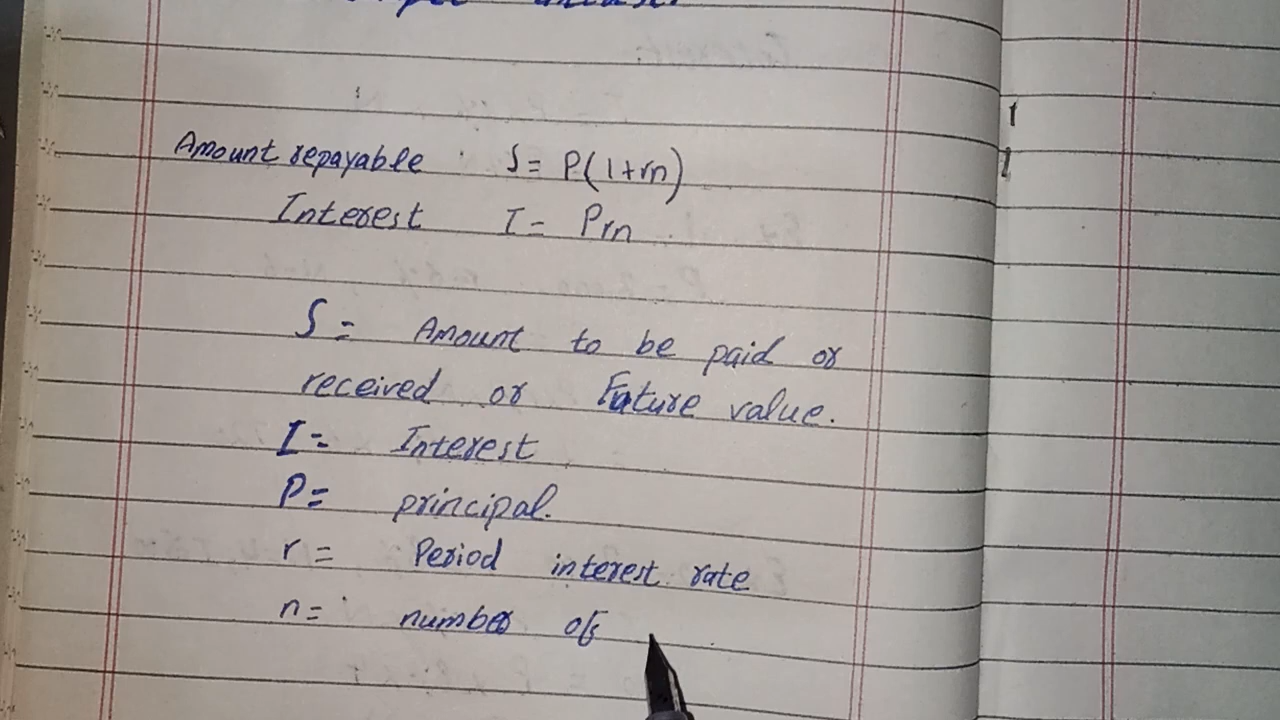 Amount repayable S = P(1+rn)
Interest I = Prn
S = Amount to be paid or
received or Future value.
I = Interest
P = principal.
r = Period interest rate
n = number of